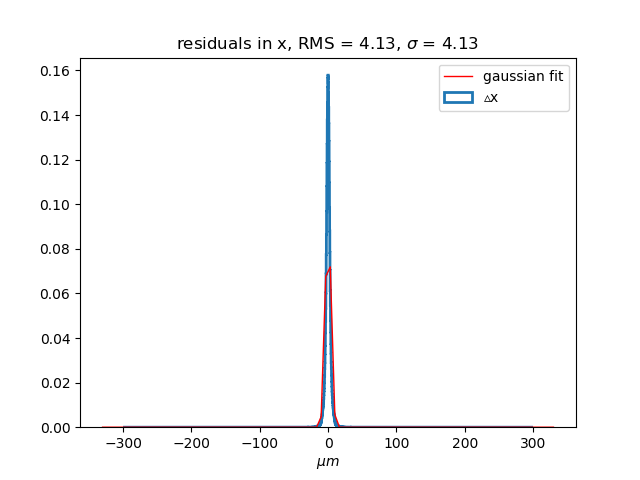 residuals in x, RMS = 4.13, σ = 4.13
gaussian fit
△x
0.16
0.14
0.12
0.10
0.08
0.06
0.04
0.02
0.00
−300 −200 −100 0 100 200 300
μm